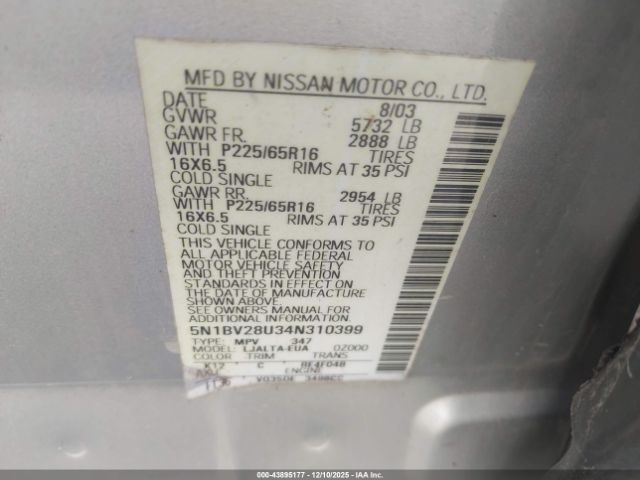 MFD BY NISSAN MOTOR CO., LTD.
DATE 8/03
GVWR 5732 LB
GAWR FR. 2888 LB
WITH P225/65R16 TIRES
16X6.5 RIMS AT 35 PSI
COLD SINGLE
GAWR RR. 2954 LB
WITH P225/65R16 TIRES
16X6.5 RIMS AT 35 PSI
COLD SINGLE
THIS VEHICLE CONFORMS TO
ALL APPLICABLE FEDERAL
MOTOR VEHICLE SAFETY
AND THEFT PREVENTION
STANDARDS IN EFFECT ON
THE DATE OF MANUFACTURE
SHOWN ABOVE.
SEE OWNERS MANUAL FOR
ADDITIONAL INFORMATION
5N1BV28U34N310399
TYPE: MPV 347
MODEL: LJALTA-EUA 0Z000
COLOR TRIM TRANS
K12 C RE4F04B
ENGINE
VQ35DE 3498CC
00-43895177 - 12/10/2025 - IAAI.COM